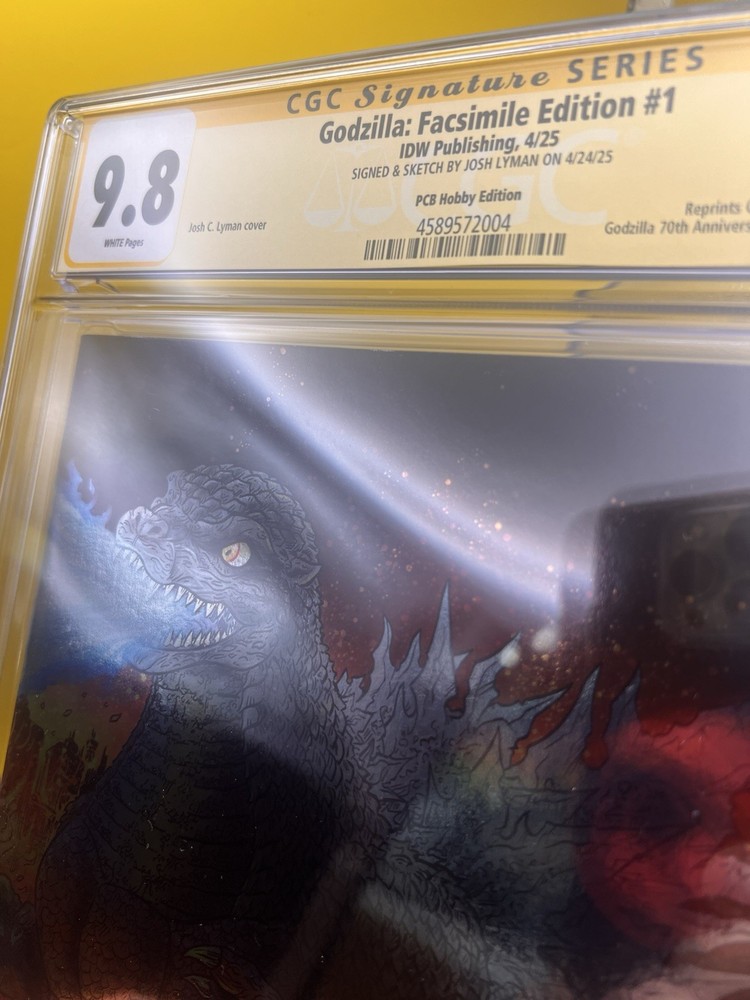 CGC Signature SERIES
Godzilla: Facsimile Edition #1
IDW Publishing, 4/25
SIGNED & SKETCH BY JOSH LYMAN ON 4/24/25
9.8
WHITE Pages
Josh C. Lyman cover
PCB Hobby Edition
4589572004
Reprints
Godzilla 70th
CGC